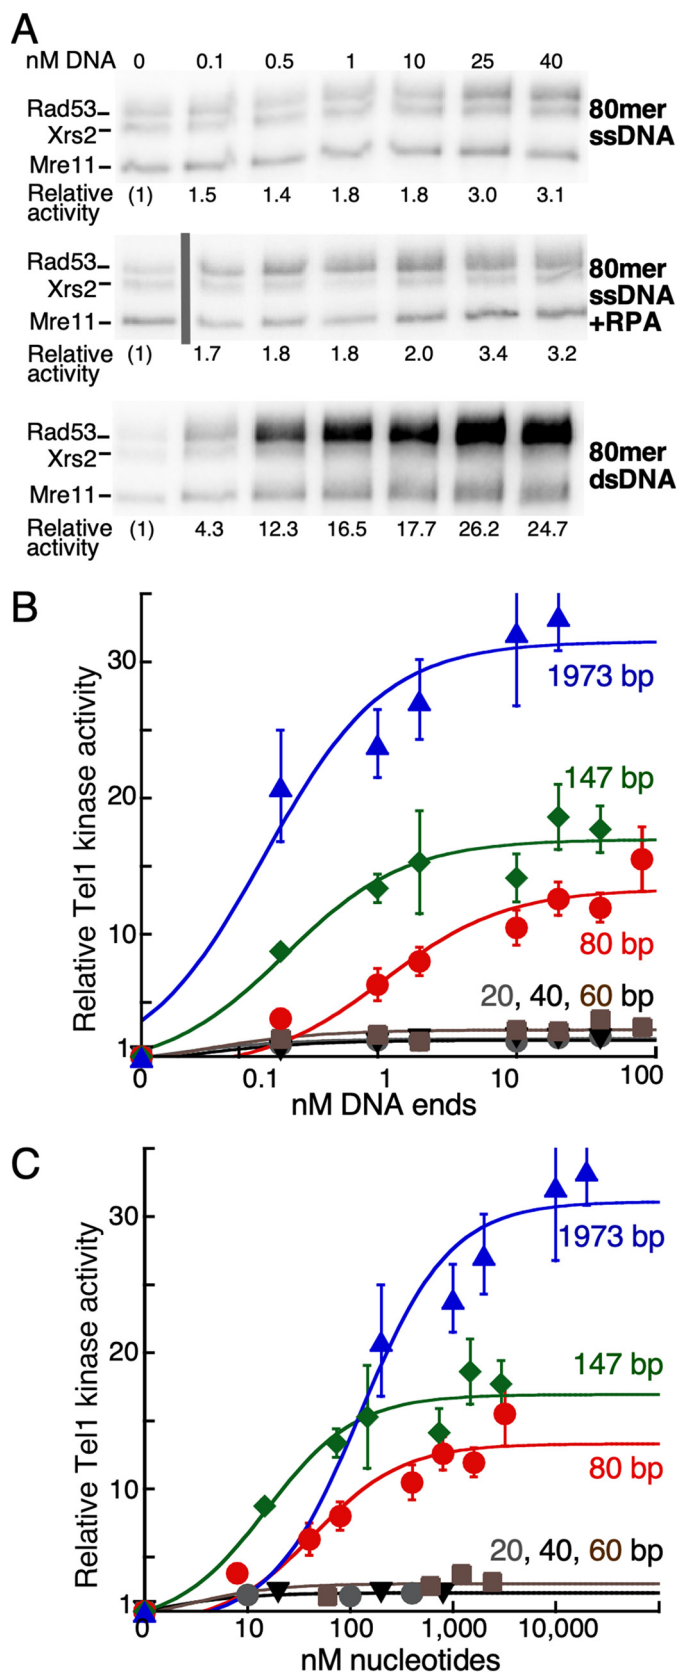 A
nM DNA 0 0.1 0.5 1 10 25 40
Rad53
Xrs2
Mre11
80mer
ssDNA
Relative
activity
(1) 1.5 1.4 1.8 1.8 3.0 3.1
Rad53
Xrs2
Mre11
80mer
ssDNA
+RPA
Relative
activity
(1) 1.7 1.8 1.8 2.0 3.4 3.2
Rad53
Xrs2
Mre11
80mer
dsDNA
Relative
activity
(1) 4.3 12.3 16.5 17.7 26.2 24.7
B
Relative Tel1 kinase activity
30
20
10
1
1973 bp
147 bp
80 bp
20, 40, 60 bp
0 0.1 1 10 100
nM DNA ends
C
Relative Tel1 kinase activity
30
20
10
1
1973 bp
147 bp
80 bp
20, 40, 60 bp
0 10 100 1,000 10,000
nM nucleotides